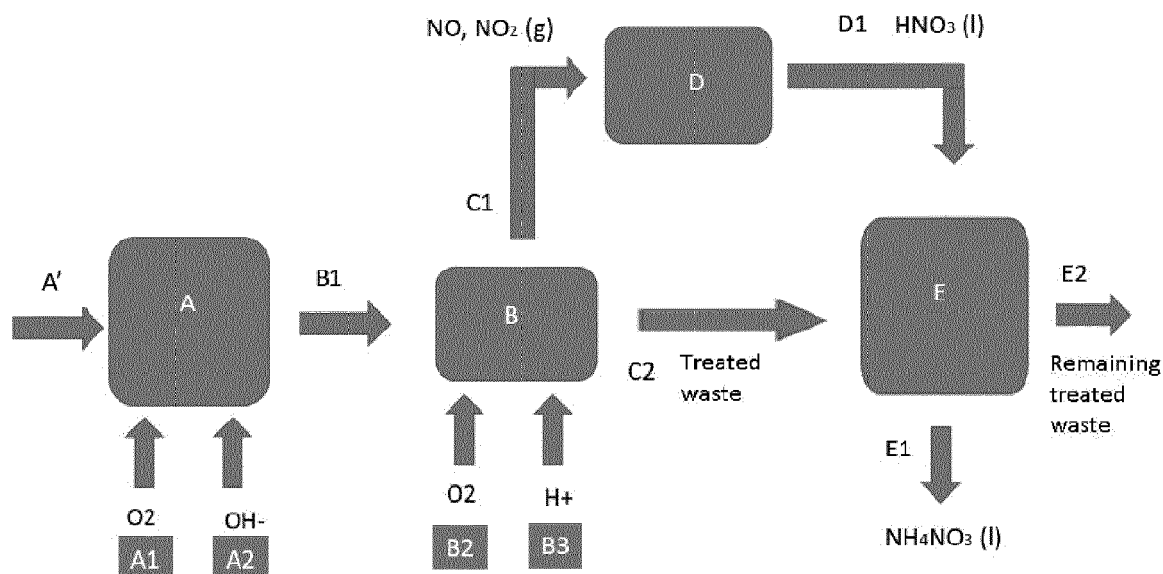 NO, NO₂ (g)
D1 HNO₃ (l)
D
C1
A'
A
B1
B
C2
Treated
waste
E
E2
Remaining
treated
waste
O2
OH-
A1
A2
O2
H+
B2
B3
E1
NH₄NO₃ (l)